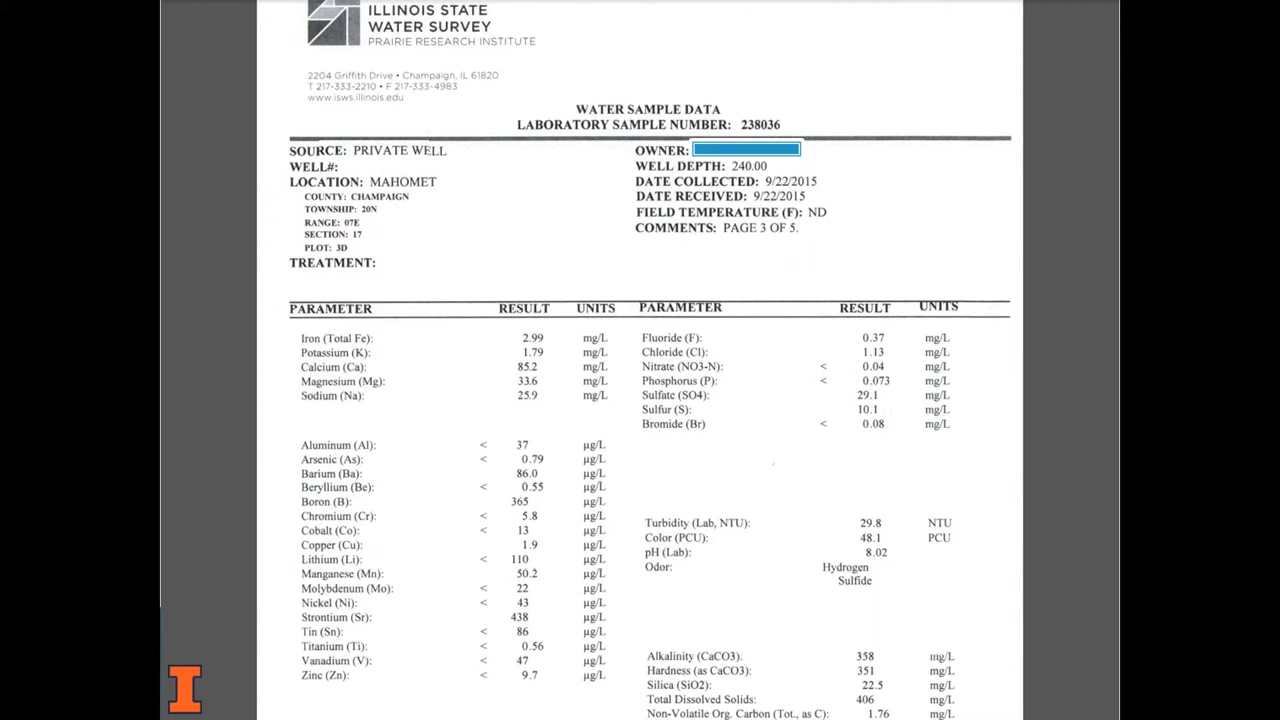 ILLINOIS STATE
WATER SURVEY
PRAIRIE RESEARCH INSTITUTE
2204 Griffith Drive • Champaign, IL 61820
T 217-333-2210 • F 217-333-4983
www.isws.illinois.edu
WATER SAMPLE DATA
LABORATORY SAMPLE NUMBER: 238036
SOURCE: PRIVATE WELL
WELL#:
LOCATION: MAHOMET
COUNTY: CHAMPAIGN
TOWNSHIP: 20N
RANGE: 07E
SECTION: 17
PLOT: 3D
TREATMENT:
OWNER:
WELL DEPTH: 240.00
DATE COLLECTED: 9/22/2015
DATE RECEIVED: 9/22/2015
FIELD TEMPERATURE (F): ND
COMMENTS: PAGE 3 OF 5.
PARAMETER RESULT UNITS
Iron (Total Fe): 2.99 mg/L
Potassium (K): 1.79 mg/L
Calcium (Ca): 85.2 mg/L
Magnesium (Mg): 33.6 mg/L
Sodium (Na): 25.9 mg/L
Aluminum (Al): < 37 µg/L
Arsenic (As): < 0.79 µg/L
Barium (Ba): 86.0 µg/L
Beryllium (Be): < 0.55 µg/L
Boron (B): 365 µg/L
Chromium (Cr): < 5.8 µg/L
Cobalt (Co): < 13 µg/L
Copper (Cu): 1.9 µg/L
Lithium (Li): < 110 µg/L
Manganese (Mn): 50.2 µg/L
Molybdenum (Mo): < 22 µg/L
Nickel (Ni): < 43 µg/L
Strontium (Sr): 438 µg/L
Tin (Sn): < 86 µg/L
Titanium (Ti): < 0.56 µg/L
Vanadium (V): < 47 µg/L
Zinc (Zn): < 9.7 µg/L
PARAMETER RESULT UNITS
Fluoride (F): 0.37 mg/L
Chloride (Cl): 1.13 mg/L
Nitrate (NO3-N): < 0.04 mg/L
Phosphorus (P): < 0.073 mg/L
Sulfate (SO4): 29.1 mg/L
Sulfur (S): 10.1 mg/L
Bromide (Br) < 0.08 mg/L
Turbidity (Lab, NTU): 29.8 NTU
Color (PCU): 48.1 PCU
pH (Lab): 8.02
Odor: Hydrogen
Sulfide
Alkalinity (CaCO3): 358 mg/L
Hardness (as CaCO3): 351 mg/L
Silica (SiO2): 22.5 mg/L
Total Dissolved Solids: 406 mg/L
Non-Volatile Org. Carbon (Tot., as C): 1.76 mg/L
I